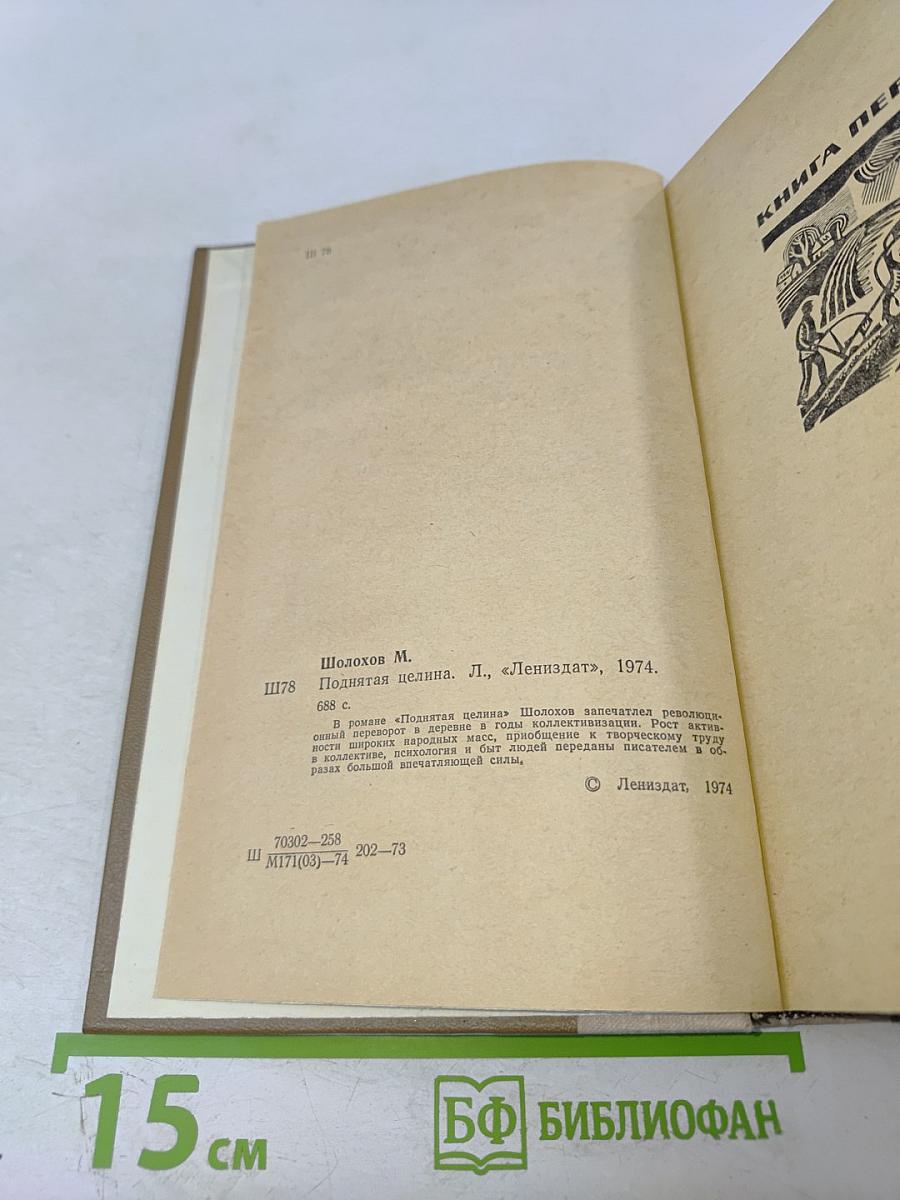 Ш 78
Шолохов М.
Ш78 Поднятая целина. Л., «Лениздат», 1974.
688 с.
В романе «Поднятая целина» Шолохов запечатлел революци-
онный переворот в деревне в годы коллективизации. Рост актив-
ности широких народных масс, приобщение к творческому труду
в коллективе, психология и быт людей переданы писателем в об-
разах большой впечатляющей силы.
© Лениздат, 1974
Ш 70302—258
М171(03)—74 202—73
КНИГА
15 см
БФ БИБЛИОФАН